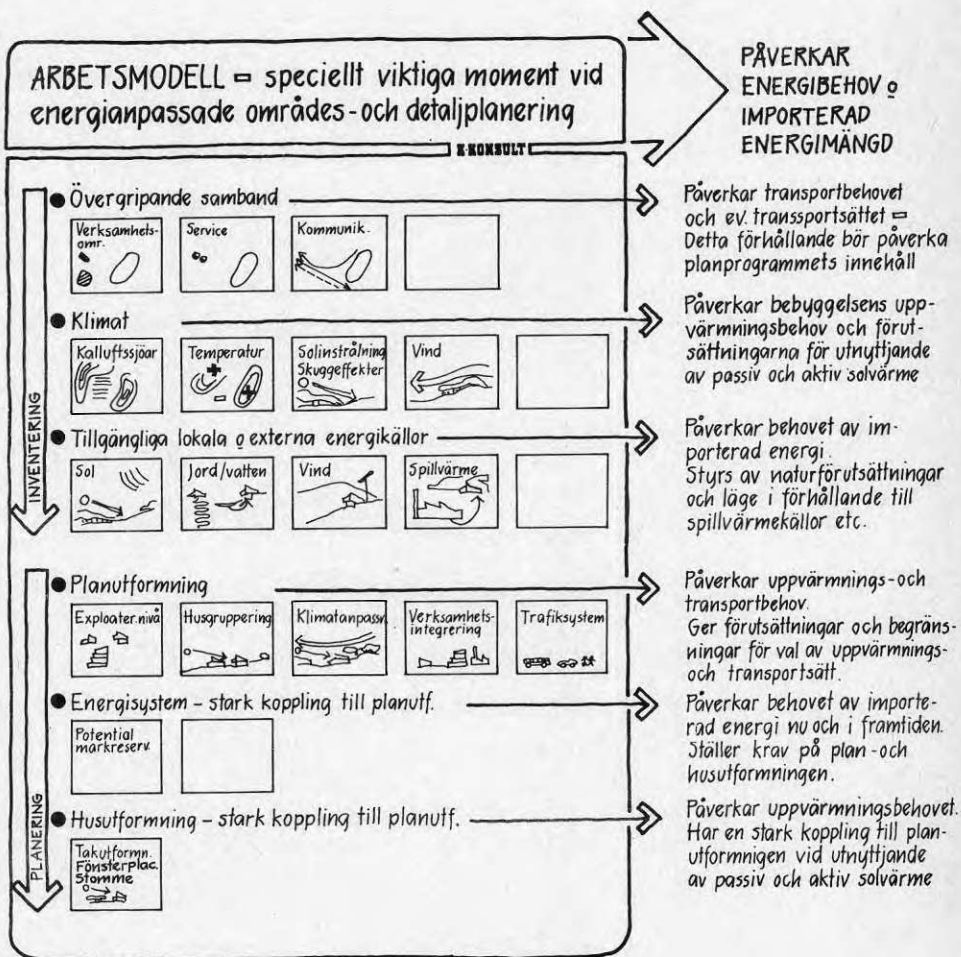 ARBETSMODELL = speciellt viktiga moment vid
energianpassade områdes-och detaljplanering
K-KONSULT
PÅVERKAR
ENERGIBEHOV o
IMPORTERAD
ENERGIMÄNGD
INVENTERING
● Övergripande samband
Verksamhets-
omr.
Service
Kommunik.
Påverkar transportbehovet
och ev. transsportsättet =
Detta förhållande bör påverka
planprogrammets innehåll
● Klimat
Kalluftssjöar
Temperatur
Solinstrålning
Skuggeffekter
Vind
Påverkar bebyggelsens upp-
värmningsbehov och förut-
sättningarna för utnyttjande
av passiv och aktiv solvärme
● Tillgängliga lokala o externa energikällor
Sol
Jord/vatten
Vind
Spillvärme
Påverkar behovet av im-
porterad energi.
Styrs av naturförutsättningar
och läge i förhållande till
spillvärmekällor etc.
PLANERING
● Planutformning
Exploater.nivå
Husgruppering
Klimatanpassn.
Verksamhets-
integrering
Trafiksystem
Påverkar uppvärmnings-och
transportbehov.
Ger förutsättningar och begräns-
ningar för val av uppvärmnings-
och transportsätt.
● Energisystem - stark koppling till planutf.
Potential
markreserv.
Påverkar behovet av importe-
rad energi nu och i framtiden.
Ställer krav på plan-och
husutformningen.
● Husutformning - stark koppling till planutf.
Takutformn.
Fönsterplac.
Stomme
Påverkar uppvärmningsbehovet.
Har en stark koppling till plan-
utformnigen vid utnyttjande
av passiv och aktiv solvärme